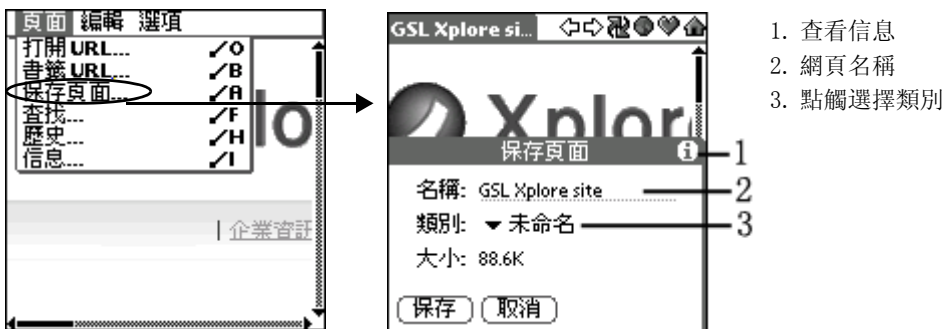 頁面 編輯 選項
打開 URL... ／O
書籤 URL... ／B
保存頁面... ／A
查找... ／F
歷史... ／H
信息... ／I
lo
企業資訊
GSL Xplore si...
Xplor
保存頁面
名稱: GSL Xplore site
類別: 未命名
大小: 88.6K
保存 取消
1
2
3
1. 查看信息
2. 網頁名稱
3. 點觸選擇類別